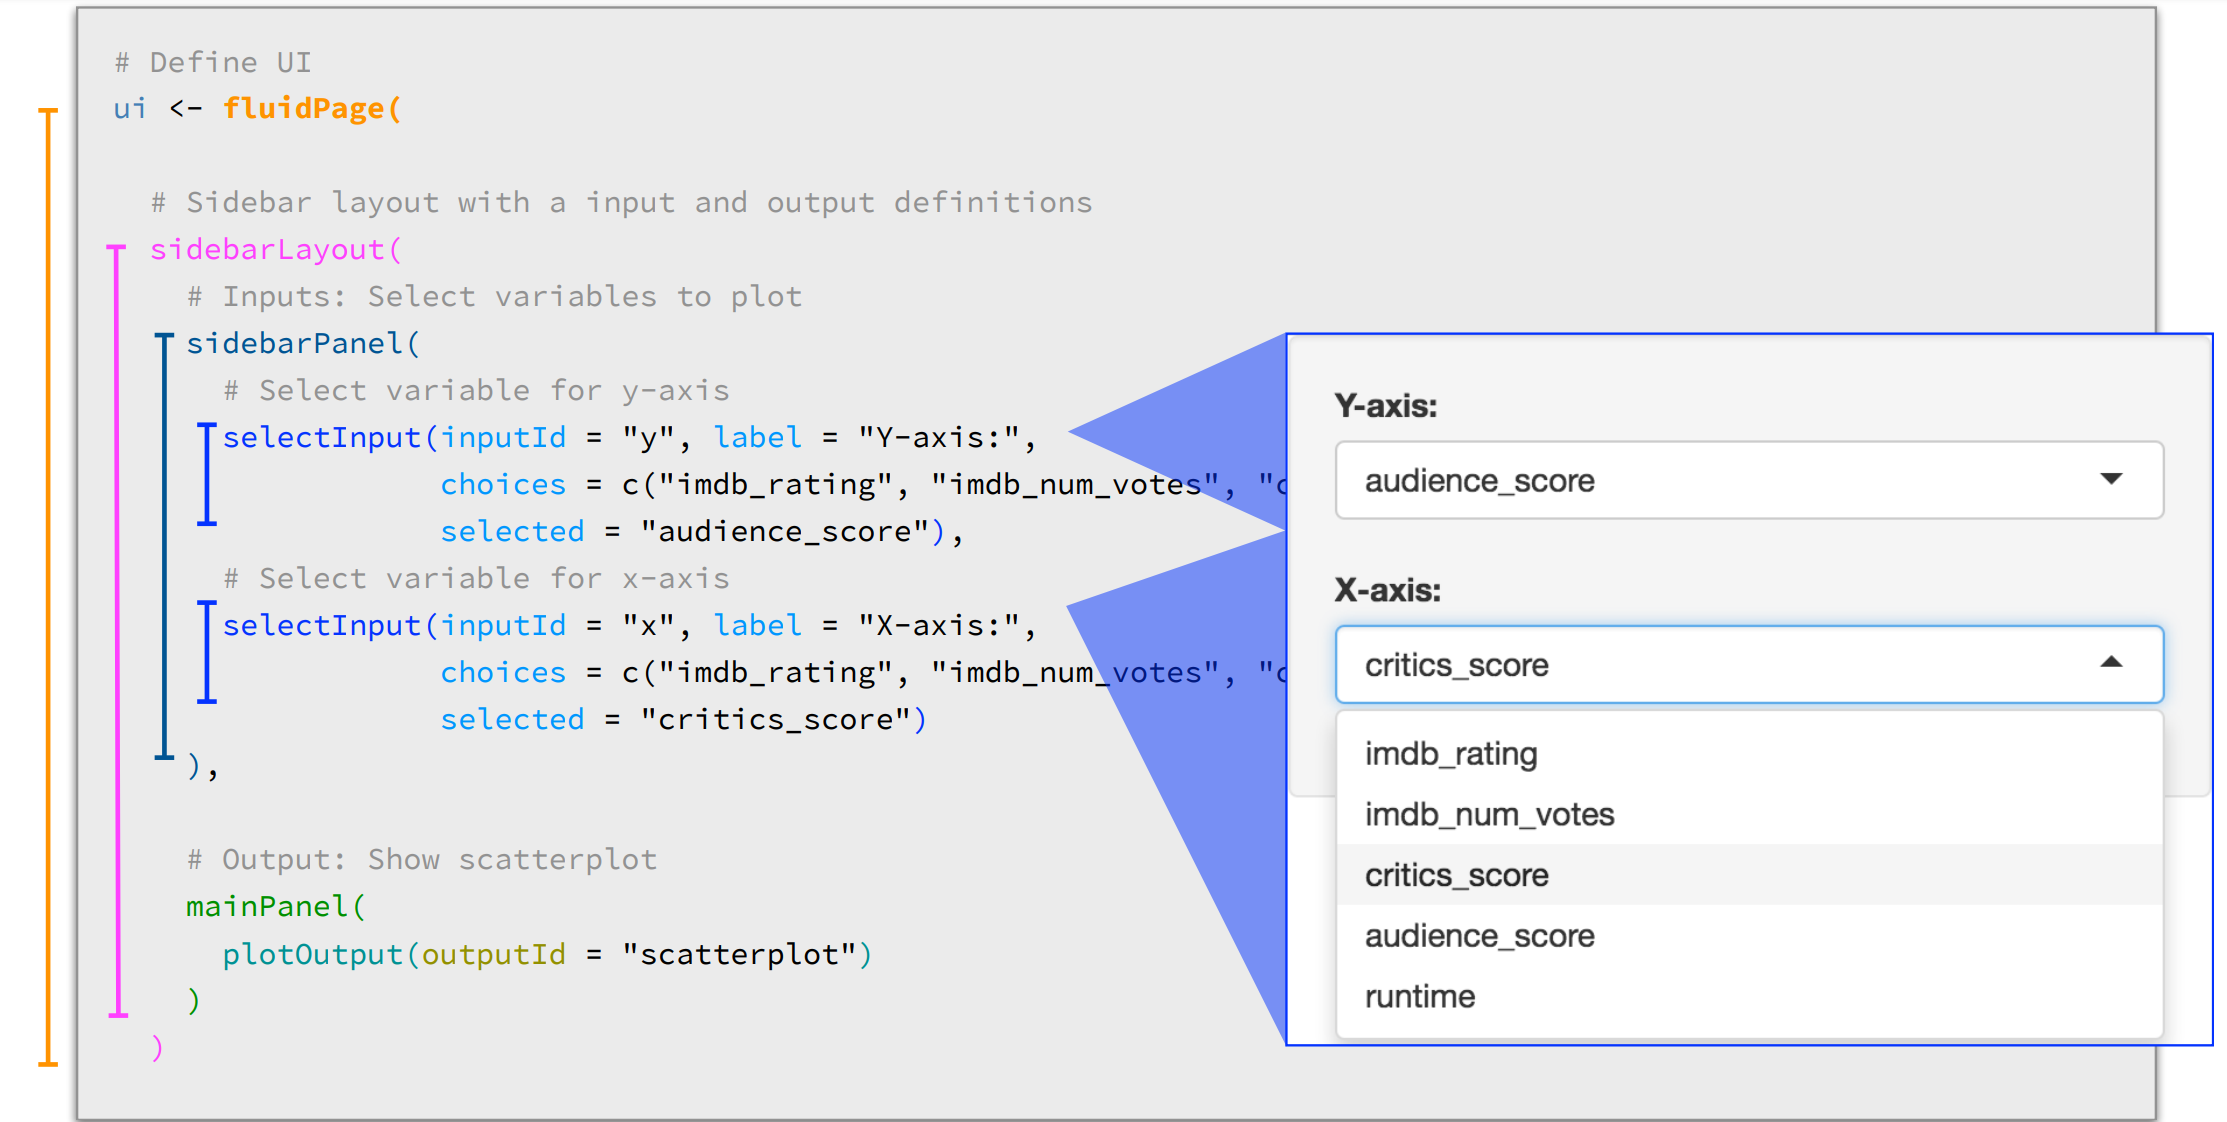 # Define UI
ui <- fluidPage(
# Sidebar layout with a input and output definitions
sidebarLayout(
# Inputs: Select variables to plot
sidebarPanel(
# Select variable for y-axis
selectInput(inputId = "y", label = "Y-axis:",
choices = c("imdb_rating", "imdb_num_votes", "c
selected = "audience_score"),
# Select variable for x-axis
selectInput(inputId = "x", label = "X-axis:",
choices = c("imdb_rating", "imdb_num_votes", "c
selected = "critics_score")
),
# Output: Show scatterplot
mainPanel(
plotOutput(outputId = "scatterplot")
)
)
Y-axis:
audience_score
X-axis:
critics_score
imdb_rating
imdb_num_votes
critics_score
audience_score
runtime